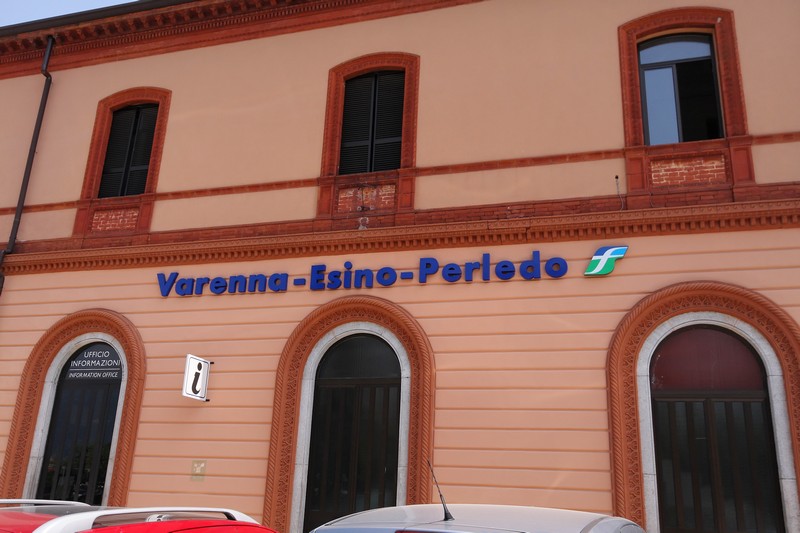 Varenna - Esino - Perledo
UFFICIO
INFORMAZIONI
INFORMATION OFFICE
i